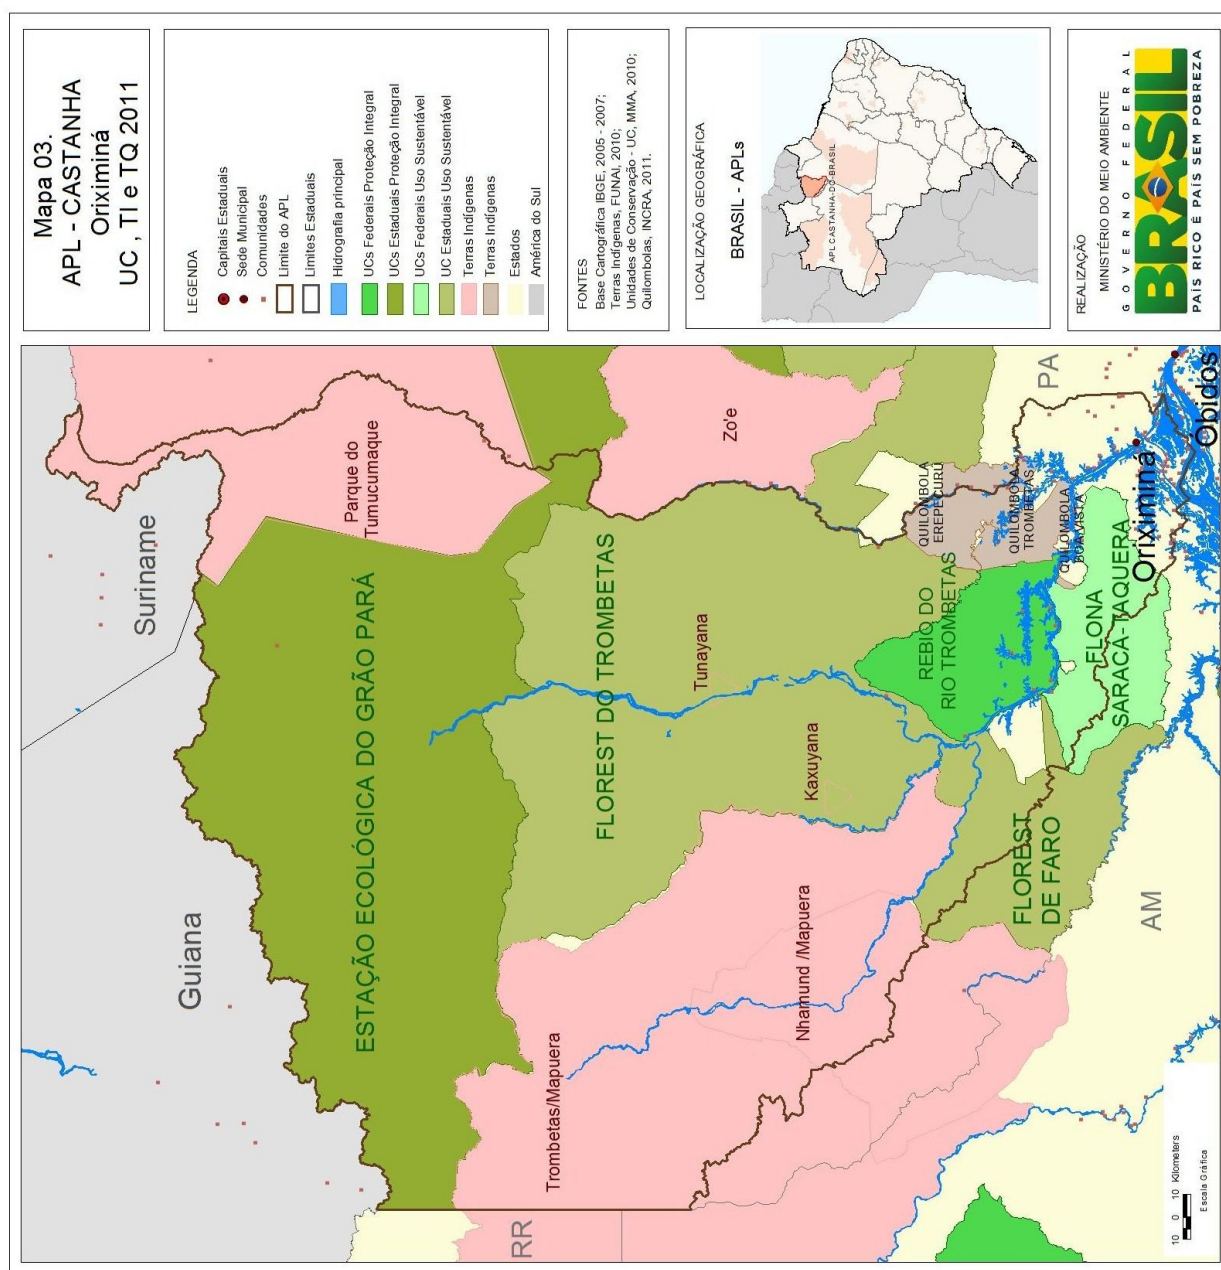 Mapa 03.
APL - CASTANHA
Oriximiná
UC , TI e TQ 2011
LEGENDA
Capitais Estaduais
Sede Municipal
Comunidades
Limite do APL
Limites Estaduais
Hidrografia principal
UCs Federais Proteção Integral
UCs Estaduais Proteção Integral
UCs Federais Uso Sustentável
UC Estaduais Uso Sustentável
Terras Indígenas
Terras Indígenas
Estados
América do Sul
FONTES
Base Cartográfica IBGE, 2005 - 2007;
Terras Indígenas, FUNAI, 2010;
Unidades de Conservação - UC, MMA, 2010;
Quilombolas, INCRA, 2011.
LOCALIZAÇÃO GEOGRÁFICA
BRASIL - APLs
APL CASTANHA-DO-BRASIL
REALIZAÇÃO
MINISTÉRIO DO MEIO AMBIENTE
GOVERNO FEDERAL
BRASIL
PAÍS RICO É PAÍS SEM POBREZA
Guiana
Suriname
Parque do
Tumucumaque
ESTAÇÃO ECOLÓGICA DO GRÃO PARÁ
RR
Trombetas/Mapuera
FLOREST DO TROMBETAS
Zo'e
Tunayana
Kaxuyana
Nhamund /Mapuera
QUILOMBOLA
EREPECURÚ
REBIO DO
RIO TROMBETAS
QUILOMBOLA
TROMBETAS
PA
FLOREST
DE FARO
QUILOMBOLA
BOA VISTA
FLONA
SARACÁ-TAQUERA
Oriximiná
Óbidos
AM
10 0 10 Kilometers
Escala Gráfica